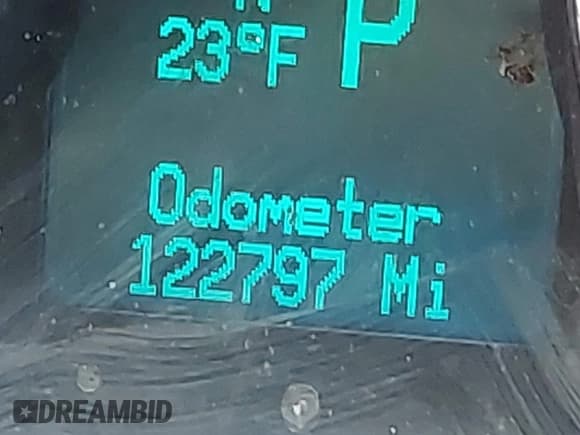 23°F P
Odometer
122797 Mi
DREAMBID